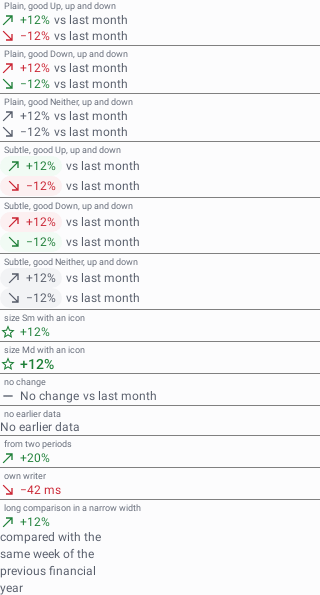 Plain, good Up, up and down
+12% vs last month
−12% vs last month
Plain, good Down, up and down
+12% vs last month
−12% vs last month
Plain, good Neither, up and down
+12% vs last month
−12% vs last month
Subtle, good Up, up and down
+12% vs last month
−12% vs last month
Subtle, good Down, up and down
+12% vs last month
−12% vs last month
Subtle, good Neither, up and down
+12% vs last month
−12% vs last month
size Sm with an icon
+12%
size Md with an icon
+12%
no change
No change vs last month
no earlier data
No earlier data
from two periods
+20%
own writer
−42 ms
long comparison in a narrow width
+12%
compared with the
same week of the
previous financial
year